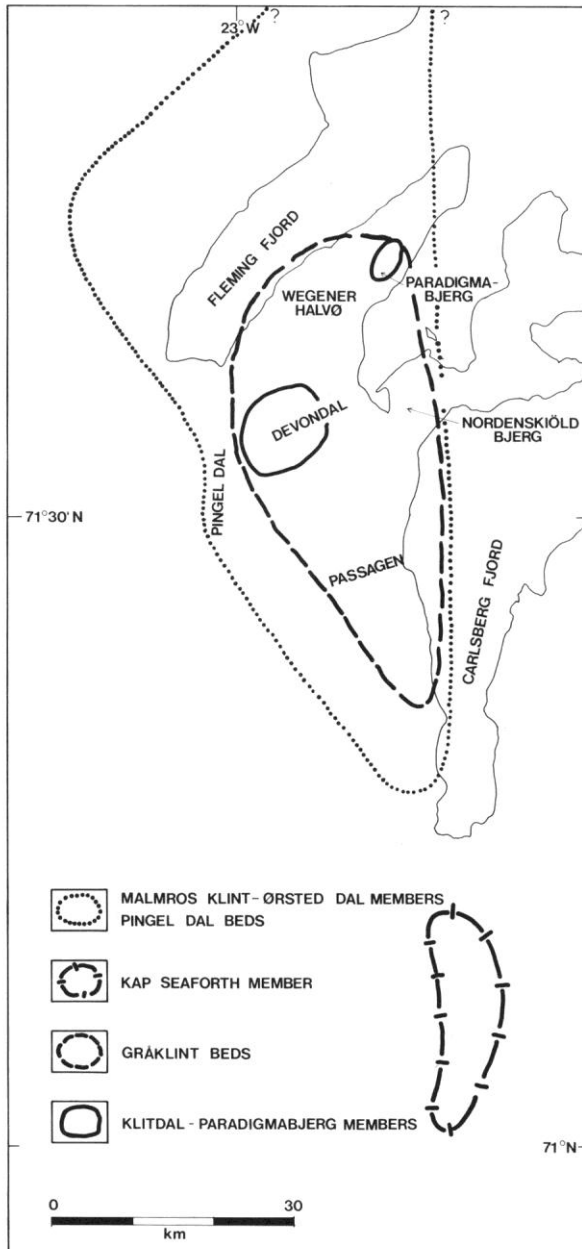 23°W
?
?
FLEMING FJORD
WEGENER
HALVØ
PARADIGMA-
BJERG
DEVONDAL
NORDENSKIÖLD
BJERG
PINGEL DAL
71°30'N
PASSAGEN
CARLSBERG FJORD
MALMROS KLINT-ØRSTED DAL MEMBERS
PINGEL DAL BEDS
KAP SEAFORTH MEMBER
GRÅKLINT BEDS
KLITDAL-PARADIGMABJERG MEMBERS
71°N
0
30
km